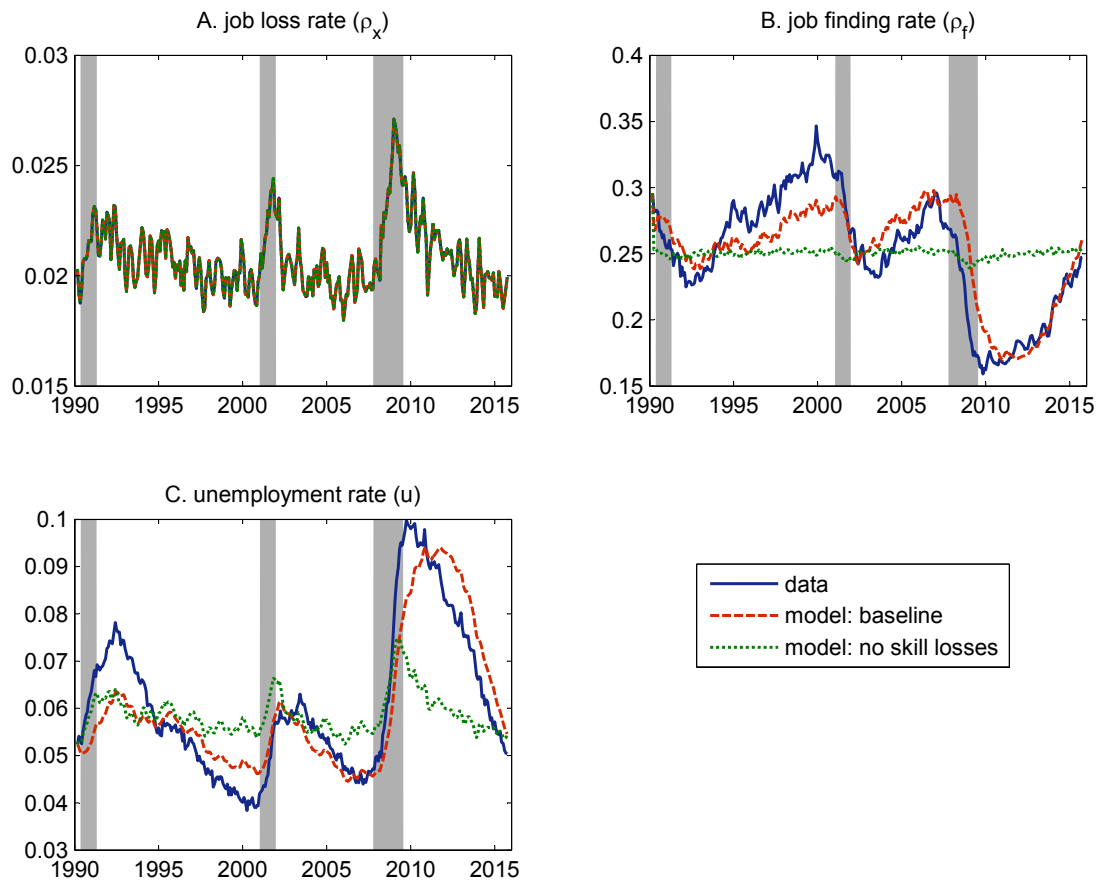 A. job loss rate (ρx)
0.03
0.025
0.02
0.015
1990 1995 2000 2005 2010 2015
B. job finding rate (ρf)
0.4
0.35
0.3
0.25
0.2
0.15
1990 1995 2000 2005 2010 2015
C. unemployment rate (u)
0.1
0.09
0.08
0.07
0.06
0.05
0.04
0.03
1990 1995 2000 2005 2010 2015
data
model: baseline
model: no skill losses